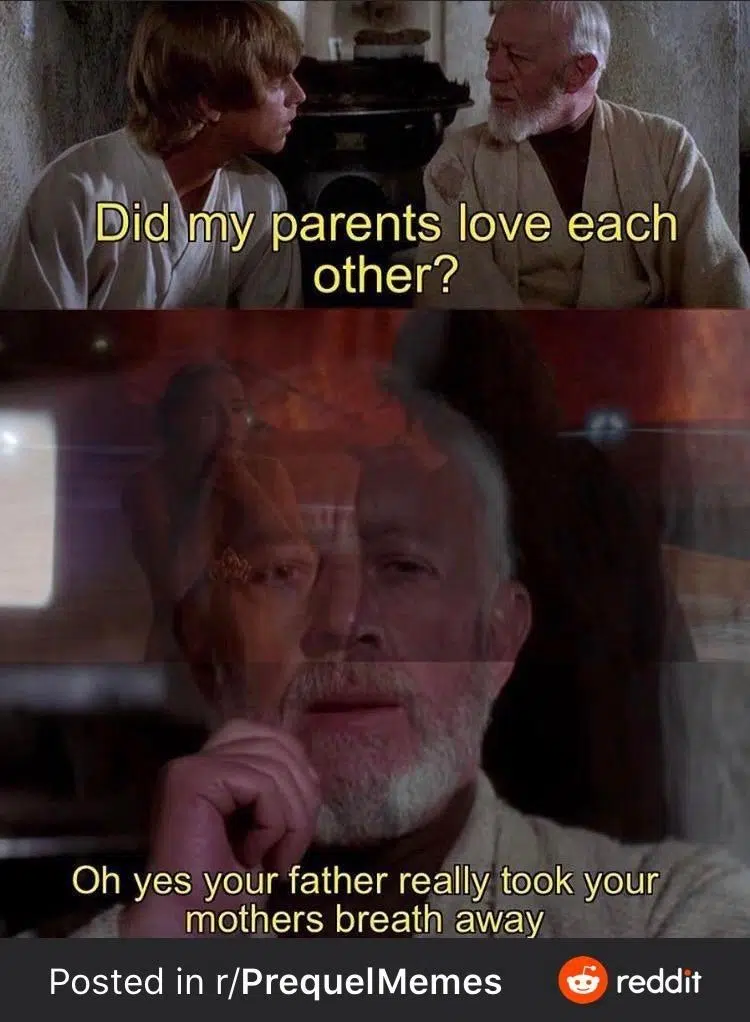 Did my parents love each
other?
Oh yes your father really took your
mothers breath away
Posted in r/PrequelMemes
reddit